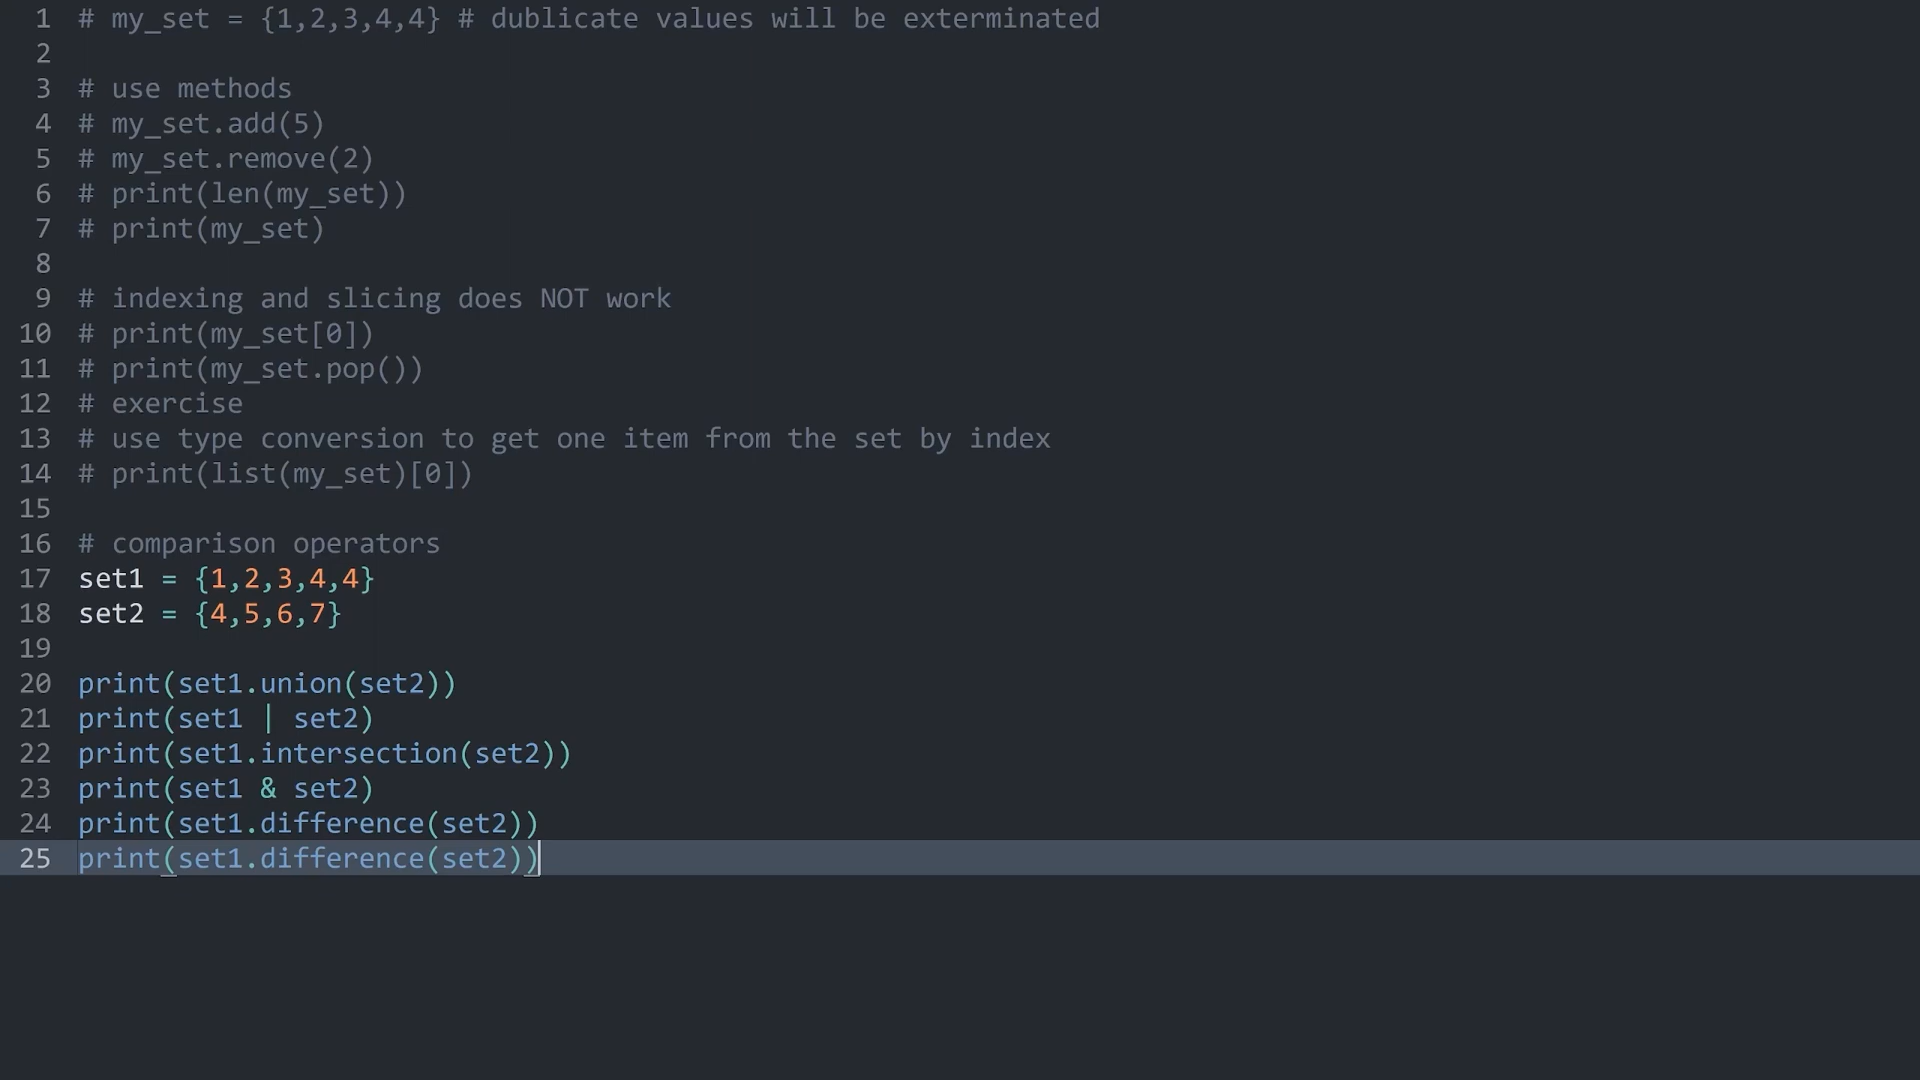 1 # my_set = {1,2,3,4,4} # dublicate values will be exterminated
2
3 # use methods
4 # my_set.add(5)
5 # my_set.remove(2)
6 # print(len(my_set))
7 # print(my_set)
8
9 # indexing and slicing does NOT work
10 # print(my_set[0])
11 # print(my_set.pop())
12 # exercise
13 # use type conversion to get one item from the set by index
14 # print(list(my_set)[0])
15
16 # comparison operators
17 set1 = {1,2,3,4,4}
18 set2 = {4,5,6,7}
19
20 print(set1.union(set2))
21 print(set1 | set2)
22 print(set1.intersection(set2))
23 print(set1 & set2)
24 print(set1.difference(set2))
25 print(set1.difference(set2))